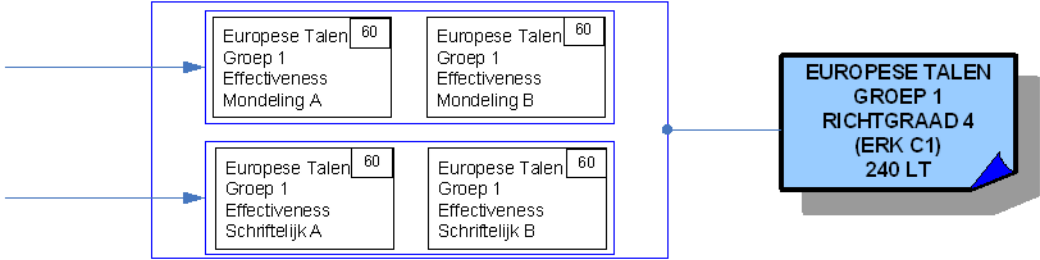 Europese Talen 60
Groep 1
Effectiveness
Mondeling A
Europese Talen 60
Groep 1
Effectiveness
Mondeling B
Europese Talen 60
Groep 1
Effectiveness
Schriftelijk A
Europese Talen 60
Groep 1
Effectiveness
Schriftelijk B
EUROPESE TALEN
GROEP 1
RICHTGRAAD 4
(ERK C1)
240 LT